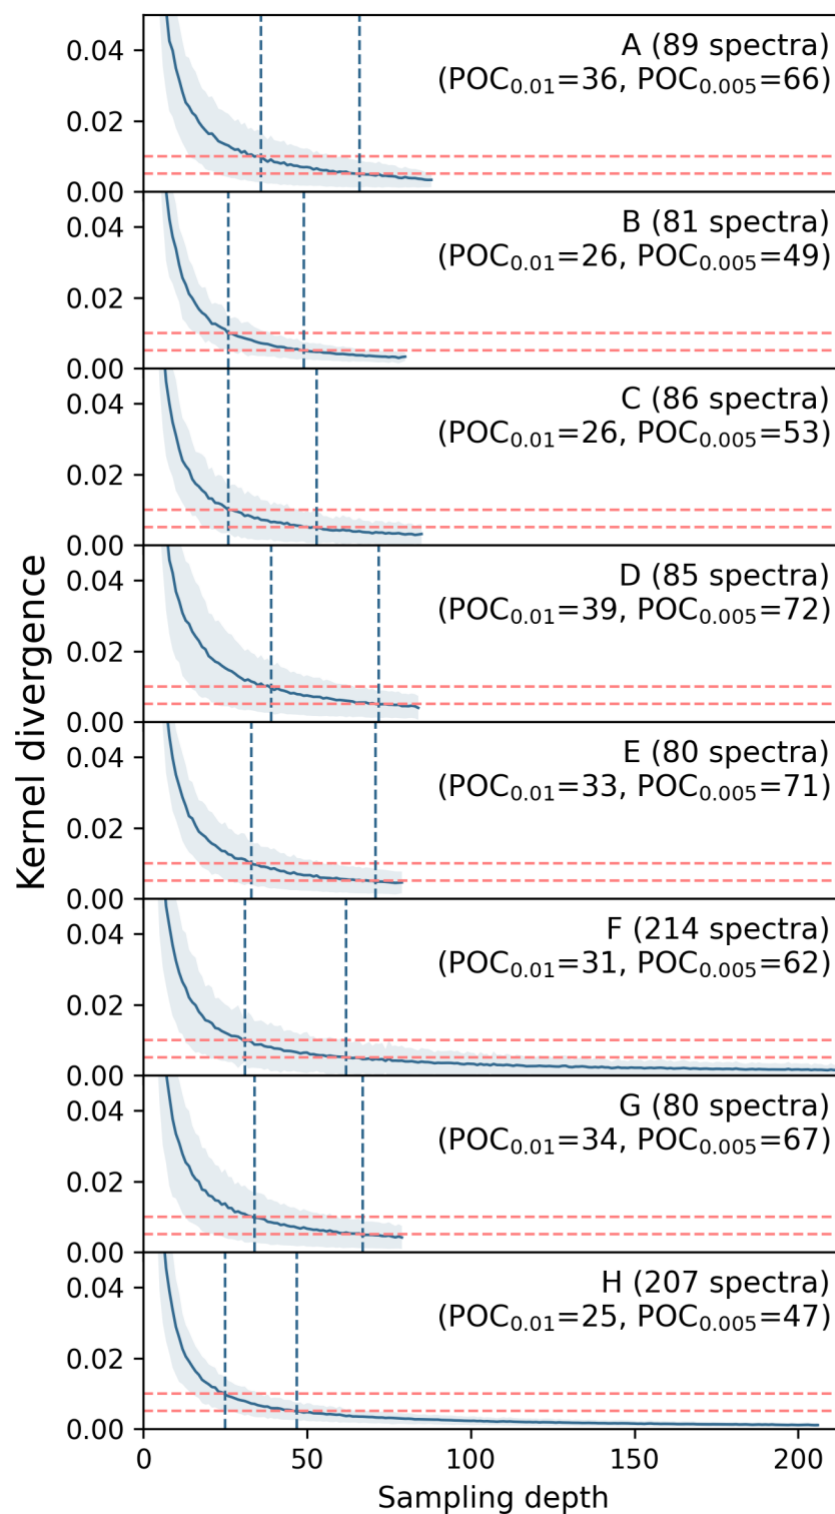 Kernel divergence
0.04
0.02
0.00
A (89 spectra)
(POC₀.₀₁=36, POC₀.₀₀₅=66)
0.04
0.02
0.00
B (81 spectra)
(POC₀.₀₁=26, POC₀.₀₀₅=49)
0.04
0.02
0.00
C (86 spectra)
(POC₀.₀₁=26, POC₀.₀₀₅=53)
0.04
0.02
0.00
D (85 spectra)
(POC₀.₀₁=39, POC₀.₀₀₅=72)
0.04
0.02
0.00
E (80 spectra)
(POC₀.₀₁=33, POC₀.₀₀₅=71)
0.04
0.02
0.00
F (214 spectra)
(POC₀.₀₁=31, POC₀.₀₀₅=62)
0.04
0.02
0.00
G (80 spectra)
(POC₀.₀₁=34, POC₀.₀₀₅=67)
0.04
0.02
0.00
H (207 spectra)
(POC₀.₀₁=25, POC₀.₀₀₅=47)
0 50 100 150 200
Sampling depth